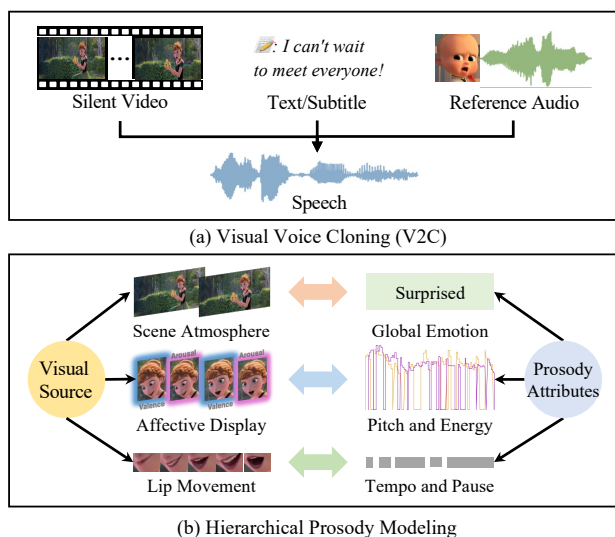 📝: I can't wait
to meet everyone!
Silent Video
Text/Subtitle
Reference Audio
Speech
(a) Visual Voice Cloning (V2C)
Visual
Source
Scene Atmosphere
Surprised
Global Emotion
Prosody
Attributes
Arousal
Arousal
Valence
Valence
Affective Display
Pitch and Energy
Lip Movement
Tempo and Pause
(b) Hierarchical Prosody Modeling